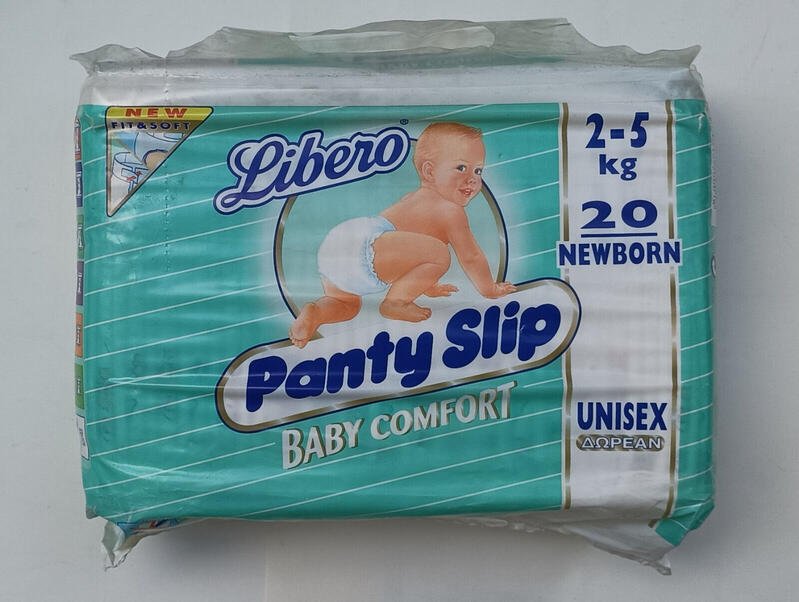 NEW
FIT & SOFT
Libero®
Panty Slip
BABY COMFORT
2-5
kg
20
NEWBORN
UNISEX
ΔΩΡΕΑΝ